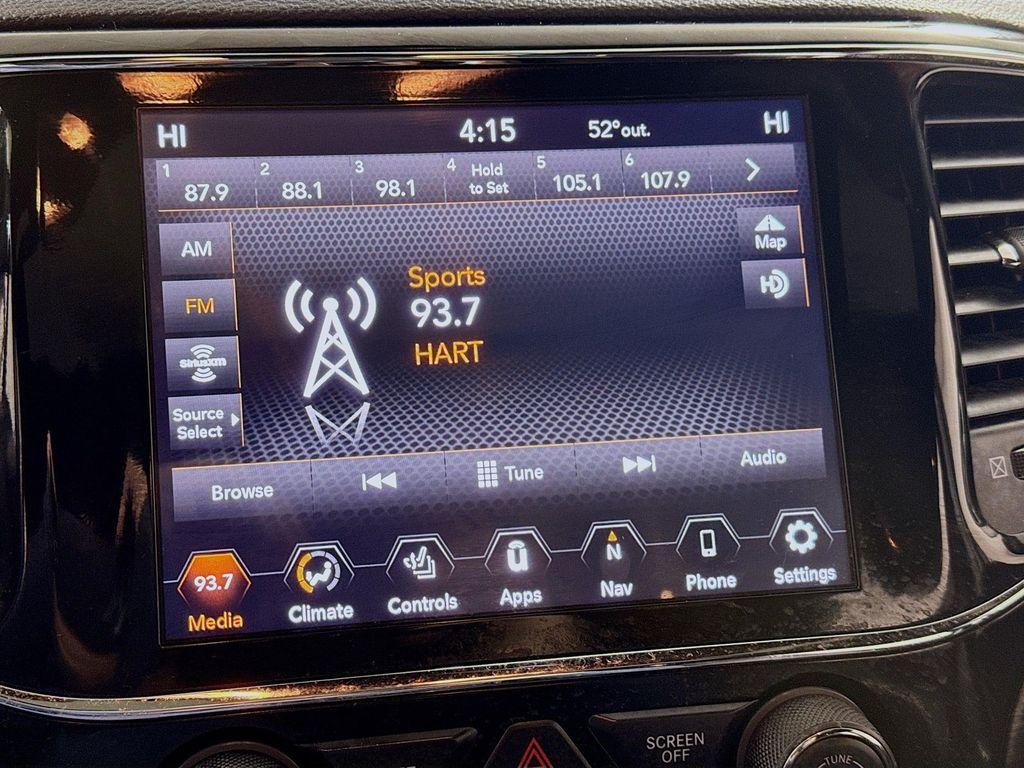 HI 4:15 52°out. HI
1 87.9 2 88.1 3 98.1 4 Hold to Set 5 105.1 6 107.9
AM
FM
SiriusXM
Source
Select
Sports
93.7
HART
Map
HD
Browse Tune Audio
93.7 N
Media Climate Controls Apps Nav Phone Settings
SCREEN
OFF
TUNE